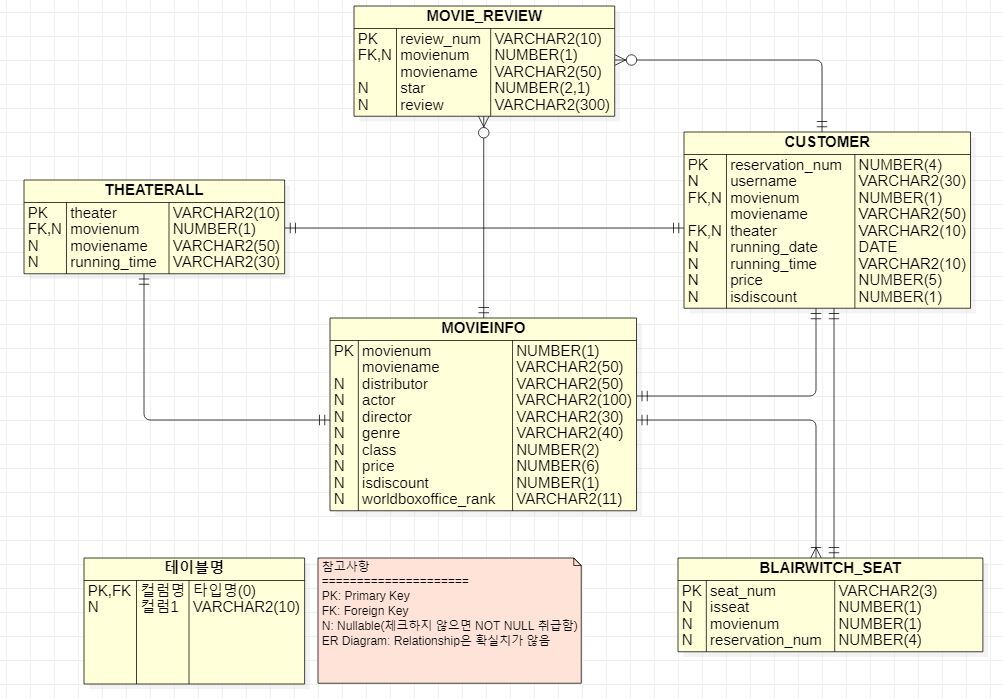 MOVIE_REVIEW
PK review_num VARCHAR2(10)
FK,N movienum NUMBER(1)
moviename VARCHAR2(50)
N star NUMBER(2,1)
N review VARCHAR2(300)
CUSTOMER
PK reservation_num NUMBER(4)
N username VARCHAR2(30)
FK,N movienum NUMBER(1)
moviename VARCHAR2(50)
FK,N theater VARCHAR2(10)
N running_date DATE
N running_time VARCHAR2(10)
N price NUMBER(5)
N isdiscount NUMBER(1)
THEATERALL
PK theater VARCHAR2(10)
FK,N movienum NUMBER(1)
N moviename VARCHAR2(50)
N running_time VARCHAR2(30)
MOVIEINFO
PK movienum NUMBER(1)
moviename VARCHAR2(50)
N distributor VARCHAR2(50)
N actor VARCHAR2(100)
N director VARCHAR2(30)
N genre VARCHAR2(40)
N class NUMBER(2)
N price NUMBER(6)
N isdiscount NUMBER(1)
N worldboxoffice_rank VARCHAR2(11)
테이블명
PK,FK 컬럼명 타입명(0)
N 컬럼1 VARCHAR2(10)
참고사항
=====================
PK: Primary Key
FK: Foreign Key
N: Nullable(체크하지 않으면 NOT NULL 취급함)
ER Diagram: Relationship은 확실치가 않음
BLAIRWITCH_SEAT
PK seat_num VARCHAR2(3)
N isseat NUMBER(1)
N movienum NUMBER(1)
N reservation_num NUMBER(4)